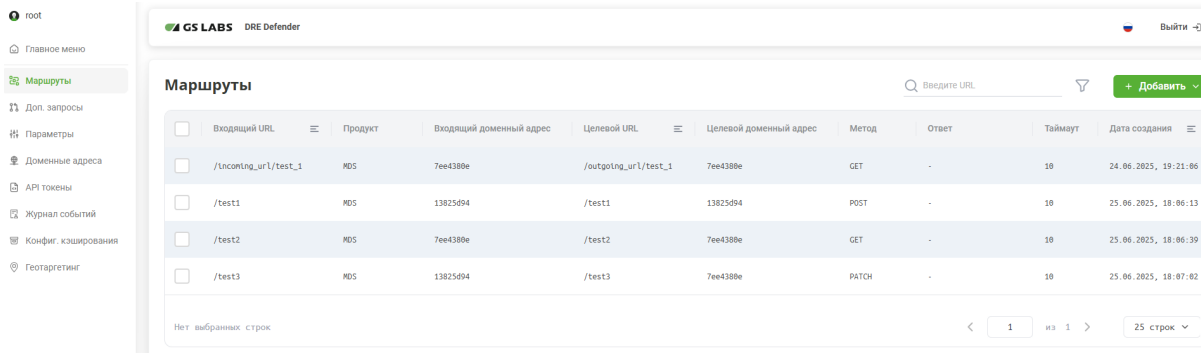 root
GS LABS DRE Defender
Выйти
Главное меню
Маршруты
Доп. запросы
Параметры
Доменные адреса
API токены
Журнал событий
Конфиг. кэширования
Геотаргетинг
Маршруты
Введите URL
+ Добавить
Входящий URL Продукт Входящий доменный адрес Целевой URL Целевой доменный адрес Метод Ответ Таймаут Дата создания
/incoming_url/test_1 MDS 7ee4380e /outgoing_url/test_1 7ee4380e GET - 10 24.06.2025, 19:21:06
/test1 MDS 13825d94 /test1 13825d94 POST - 10 25.06.2025, 18:06:13
/test2 MDS 7ee4380e /test2 7ee4380e GET - 10 25.06.2025, 18:06:39
/test3 MDS 13825d94 /test3 7ee4380e PATCH - 10 25.06.2025, 18:07:02
Нет выбранных строк
1 из 1
25 строк